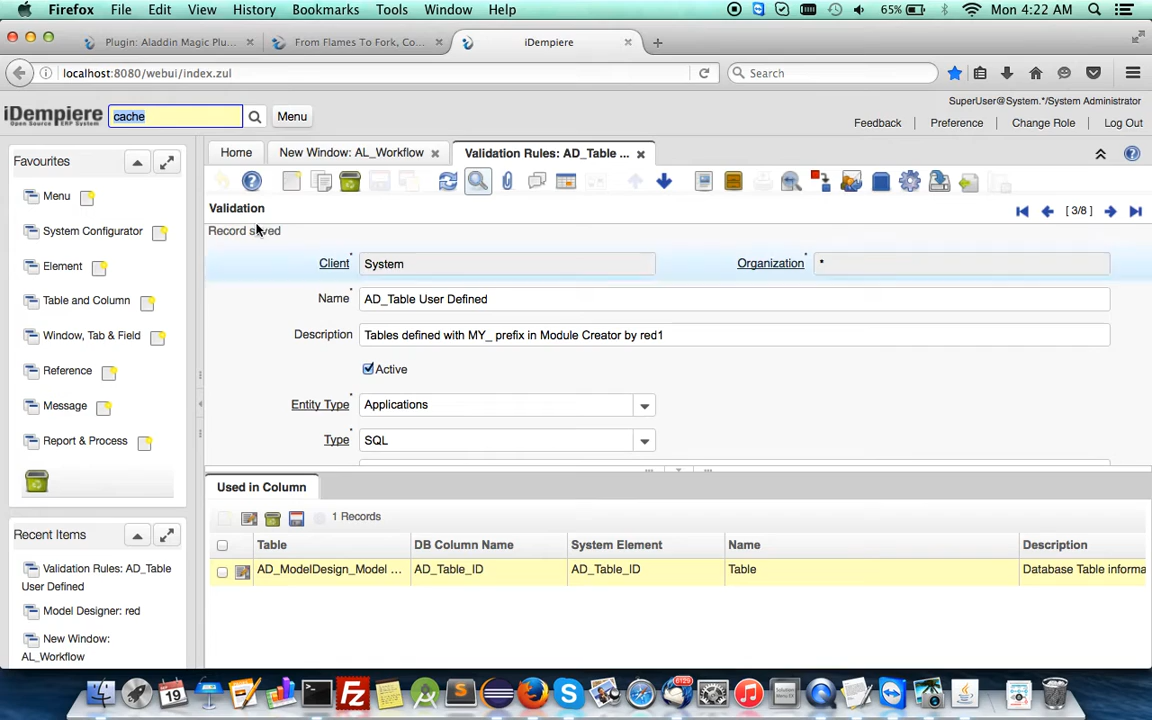 Firefox File Edit View History Bookmarks Tools Window Help 65% Mon 4:22 AM
Plugin: Aladdin Magic Plu... From Flames To Fork, Co... iDempiere
localhost:8080/webui/index.zul Search
SuperUser@System.*/System Administrator
iDempiere cache Menu
Open Source ERP System
Feedback Preference Change Role Log Out
Favourites
Home New Window: AL_Workflow Validation Rules: AD_Table ...
Menu
System Configurator
Element
Table and Column
Window, Tab & Field
Reference
Message
Report & Process
Recent Items
Validation Rules: AD_Table
User Defined
Model Designer: red
New Window:
AL_Workflow
Validation [ 3/8 ]
Record saved
Client* System Organization* *
Name* AD_Table User Defined
Description Tables defined with MY_ prefix in Module Creator by red1
Active
Entity Type* Applications
Type* SQL
Used in Column
1 Records
Table DB Column Name System Element Name Description
AD_ModelDesign_Model ... AD_Table_ID AD_Table_ID Table Database Table informa
19
6129